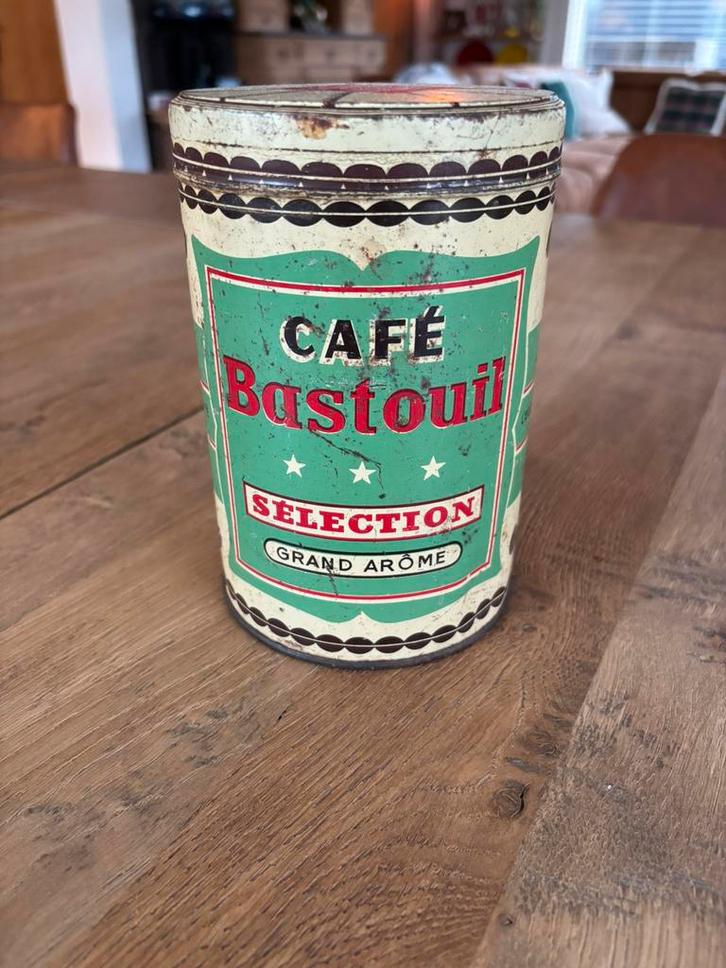 CAFÉ
Bastouil
SÉLECTION
GRAND ARÔME